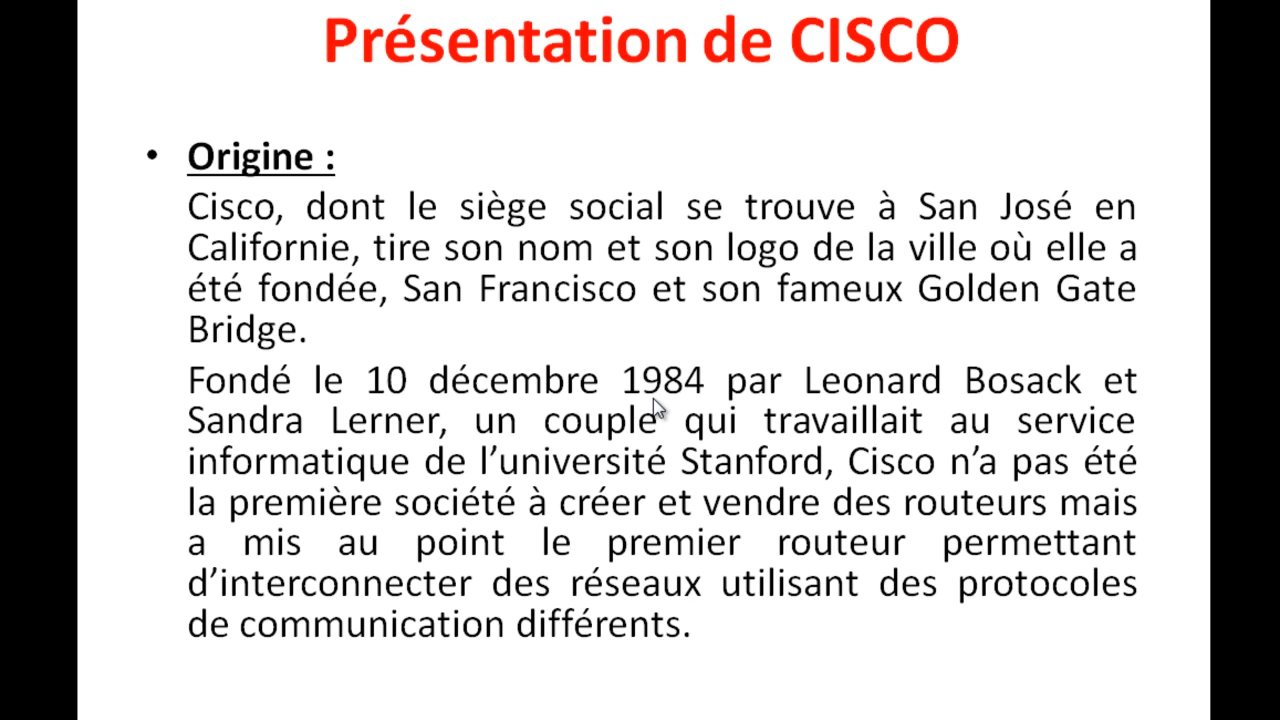 Présentation de CISCO
• Origine :
Cisco, dont le siège social se trouve à San José en
Californie, tire son nom et son logo de la ville où elle a
été fondée, San Francisco et son fameux Golden Gate
Bridge.
Fondé le 10 décembre 1984 par Leonard Bosack et
Sandra Lerner, un couple qui travaillait au service
informatique de l’université Stanford, Cisco n’a pas été
la première société à créer et vendre des routeurs mais
a mis au point le premier routeur permettant
d’interconnecter des réseaux utilisant des protocoles
de communication différents.